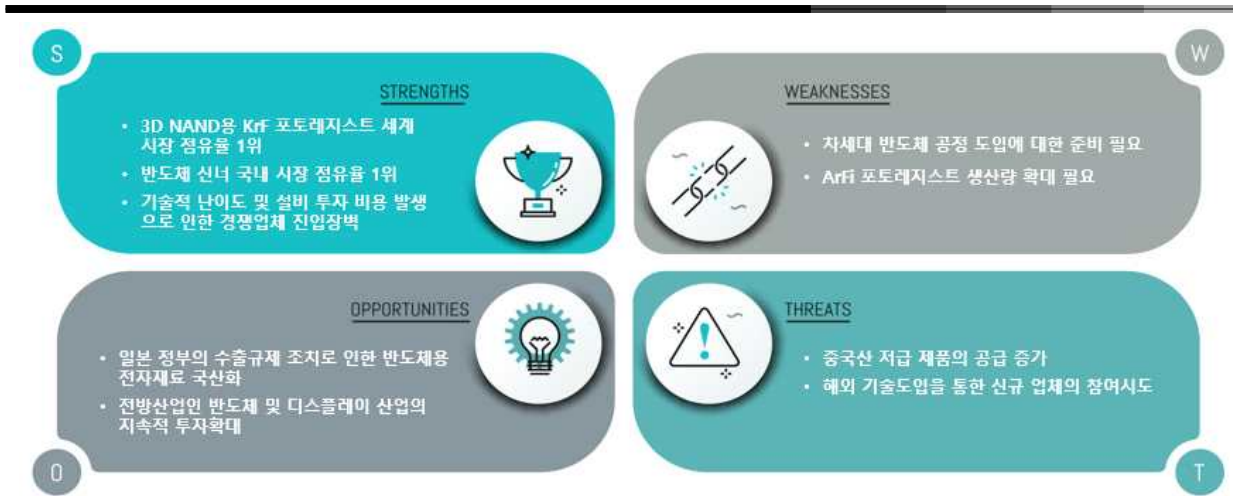 S
STRENGTHS
• 3D NAND용 KrF 포토레지스트 세계
시장 점유율 1위
• 반도체 신너 국내 시장 점유율 1위
• 기술적 난이도 및 설비 투자 비용 발생
으로 인한 경쟁업체 진입장벽
W
WEAKNESSES
• 차세대 반도체 공정 도입에 대한 준비 필요
• ArFi 포토레지스트 생산량 확대 필요
OPPORTUNITIES
• 일본 정부의 수출규제 조치로 인한 반도체용
전자재료 국산화
• 전방산업인 반도체 및 디스플레이 산업의
지속적 투자확대
O
THREATS
• 중국산 저급 제품의 공급 증가
• 해외 기술도입을 통한 신규 업체의 참여시도
T